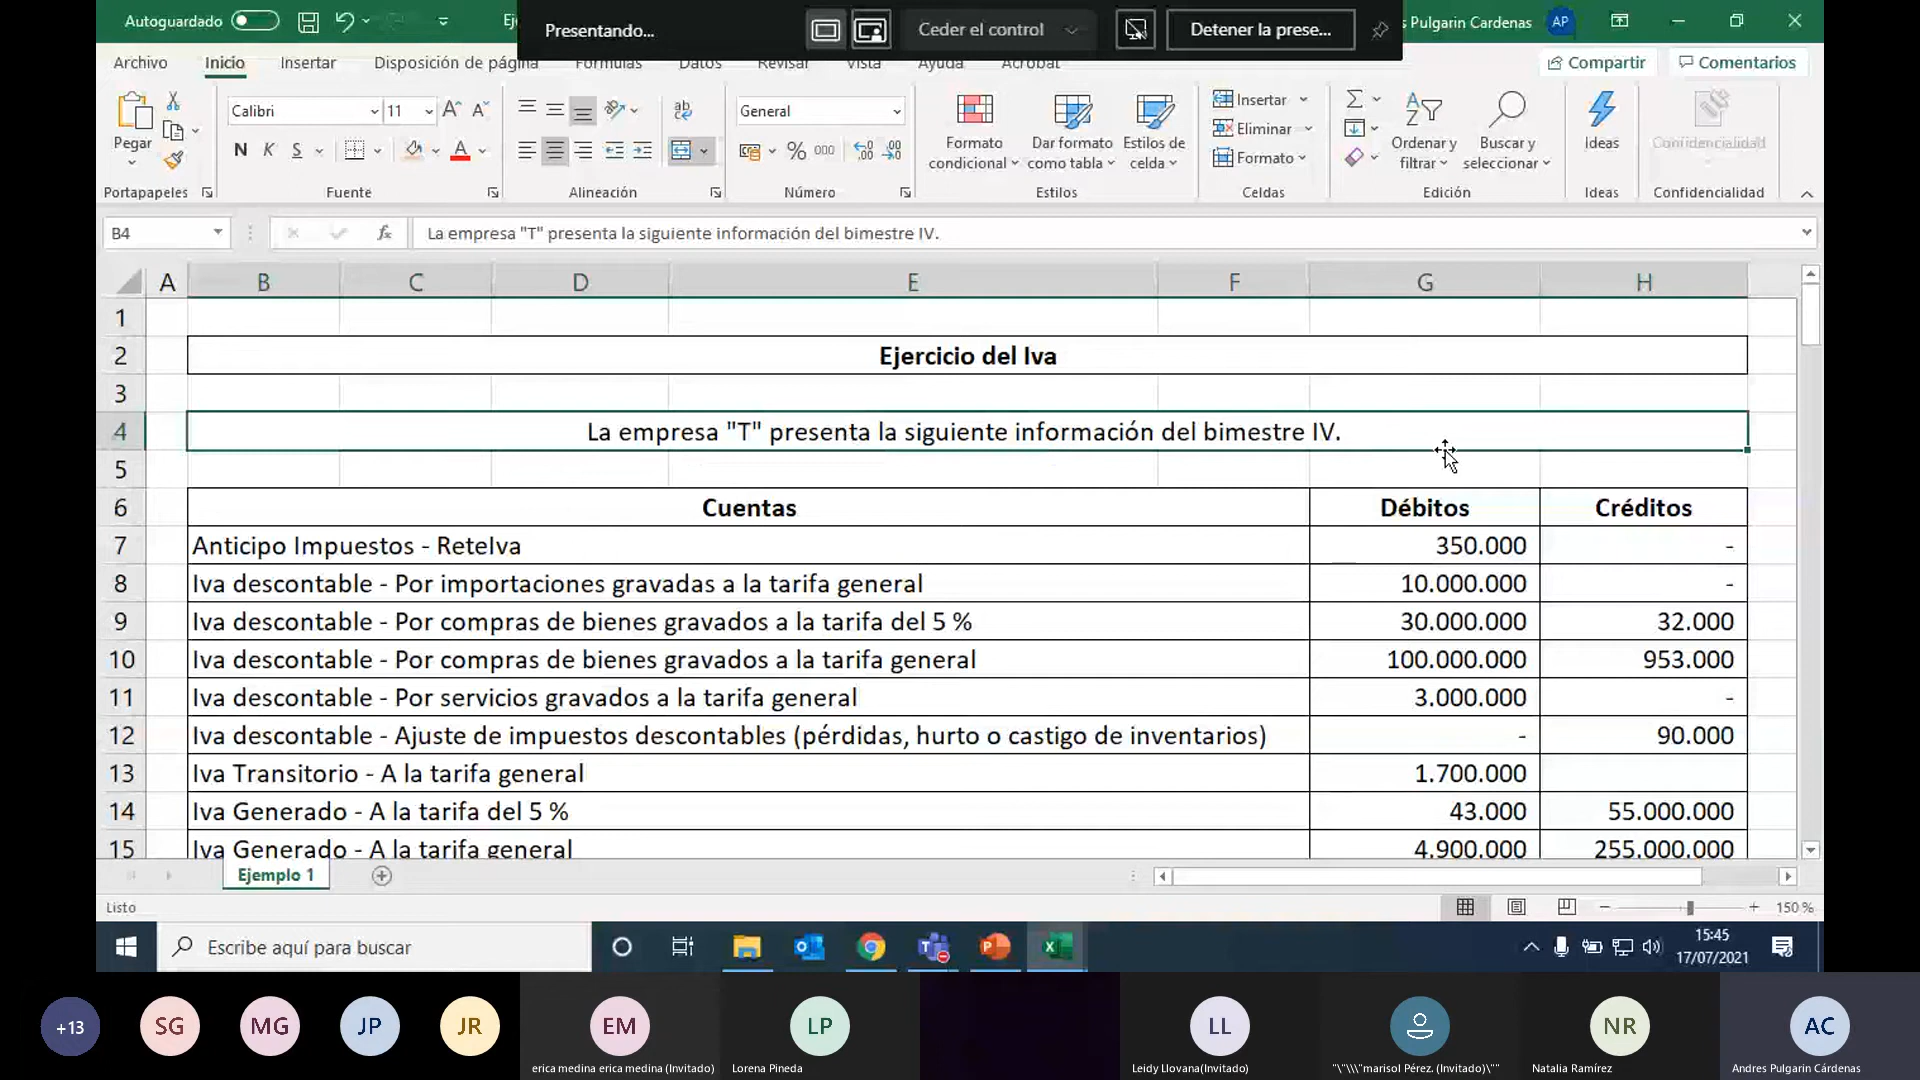 Autoguardado
Presentando...
Ceder el control
Detener la prese...
s Pulgarin Cardenas
AP
Archivo
Inicio
Insertar
Disposición de página
Fórmulas
Datos
Revisar
Vista
Ayuda
Acrobat
Compartir
Comentarios
Pegar
Calibri
11
General
N K S
Formato condicional
Dar formato como tabla
Estilos de celda
Insertar
Eliminar
Formato
Ordenar y filtrar
Buscar y seleccionar
Ideas
Confidencialidad
Portapapeles
Fuente
Alineación
Número
Estilos
Celdas
Edición
Ideas
Confidencialidad
B4
fx
La empresa "T" presenta la siguiente información del bimestre IV.
A B C D E F G H
1
2 Ejercicio del Iva
3
4 La empresa "T" presenta la siguiente información del bimestre IV.
5
6 Cuentas Débitos Créditos
7 Anticipo Impuestos - ReteIva 350.000 -
8 Iva descontable - Por importaciones gravadas a la tarifa general 10.000.000 -
9 Iva descontable - Por compras de bienes gravados a la tarifa del 5 % 30.000.000 32.000
10 Iva descontable - Por compras de bienes gravados a la tarifa general 100.000.000 953.000
11 Iva descontable - Por servicios gravados a la tarifa general 3.000.000 -
12 Iva descontable - Ajuste de impuestos descontables (pérdidas, hurto o castigo de inventarios) - 90.000
13 Iva Transitorio - A la tarifa general 1.700.000
14 Iva Generado - A la tarifa del 5 % 43.000 55.000.000
15 Iva Generado - A la tarifa general 4.900.000 255.000.000
Ejemplo 1
Listo
150 %
Escribe aquí para buscar
15:45
17/07/2021
+13
SG
MG
JP
JR
EM
LP
LL
NR
AC
erica medina erica medina (Invitado)
Lorena Pineda
Leidy Llovana(Invitado)
"\"\\\"marisol Pérez. (Invitado)\""
Natalia Ramírez
Andres Pulgarin Cárdenas